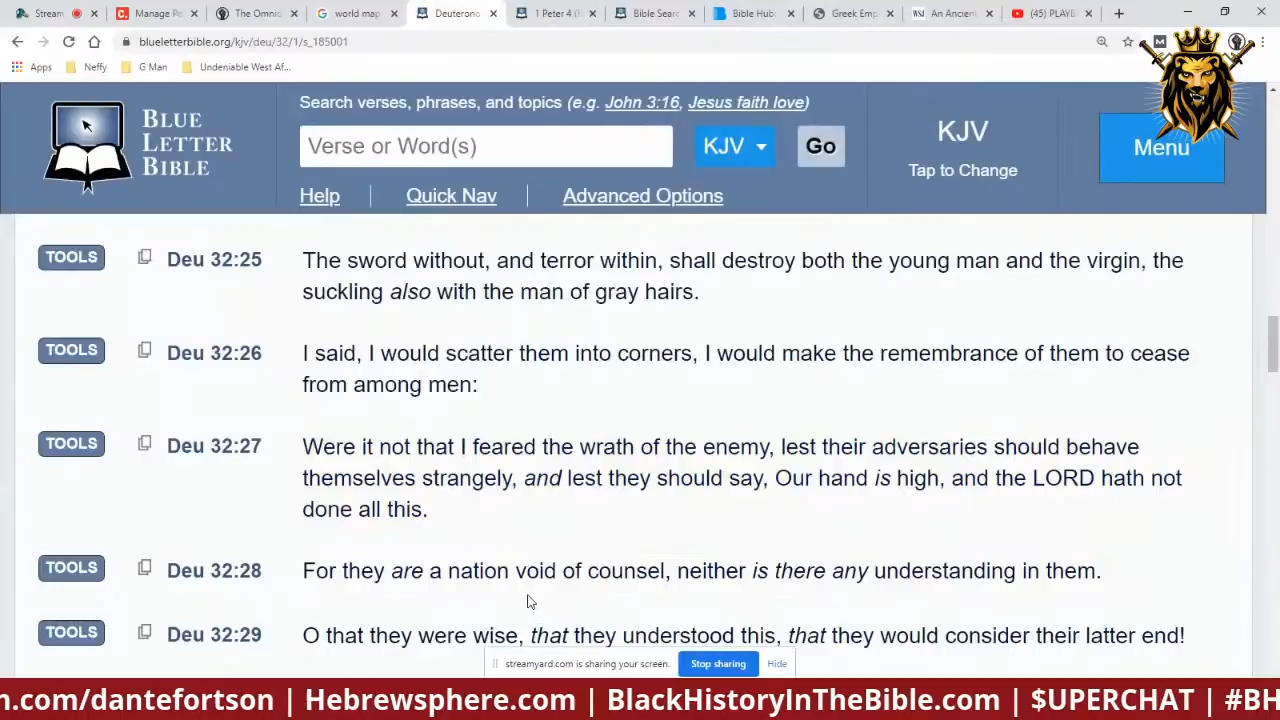 Stream
Manage Pe
The Omnic
world map
Deuterono
1 Peter 4 (
Bible Sear
Bible Hub
Greek Emp
An Ancien
(45) PLAYE
blueletterbible.org/kjv/deu/32/1/s_185001
Apps
Neffy
G Man
Undeniable West Af...
BLUE
LETTER
BIBLE
Search verses, phrases, and topics (e.g. John 3:16, Jesus faith love)
Verse or Word(s)
KJV
Go
Help
Quick Nav
Advanced Options
KJV
Tap to Change
Menu
TOOLS Deu 32:25 The sword without, and terror within, shall destroy both the young man and the virgin, the
suckling also with the man of gray hairs.
TOOLS Deu 32:26 I said, I would scatter them into corners, I would make the remembrance of them to cease
from among men:
TOOLS Deu 32:27 Were it not that I feared the wrath of the enemy, lest their adversaries should behave
themselves strangely, and lest they should say, Our hand is high, and the LORD hath not
done all this.
TOOLS Deu 32:28 For they are a nation void of counsel, neither is there any understanding in them.
TOOLS Deu 32:29 O that they were wise, that they understood this, that they would consider their latter end!
streamyard.com is sharing your screen.
Stop sharing
Hide
n.com/dantefortson | Hebrewsphere.com | BlackHistoryInTheBible.com | $UPERCHAT | #BH